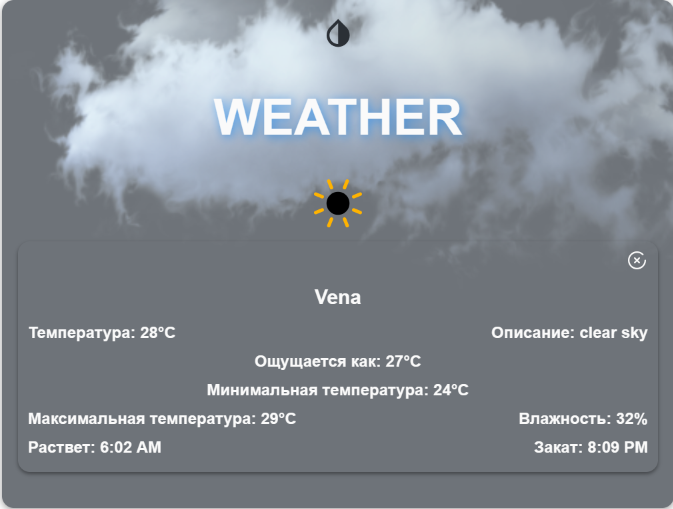 WEATHER
Vena
Температура: 28°C Описание: clear sky
Ощущается как: 27°C
Минимальная температура: 24°C
Максимальная температура: 29°C Влажность: 32%
Раствет: 6:02 AM Закат: 8:09 PM